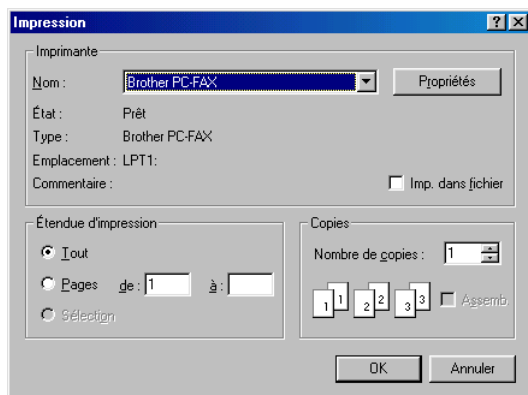 Impression
Imprimante
Nom : Brother PC-FAX Propriétés
État : Prêt
Type : Brother PC-FAX
Emplacement : LPT1:
Commentaire : Imp. dans fichier
Étendue d'impression
Tout
Pages de : 1 à :
Sélection
Copies
Nombre de copies : 1
1 1 2 2 3 3 Assemb.
OK Annuler